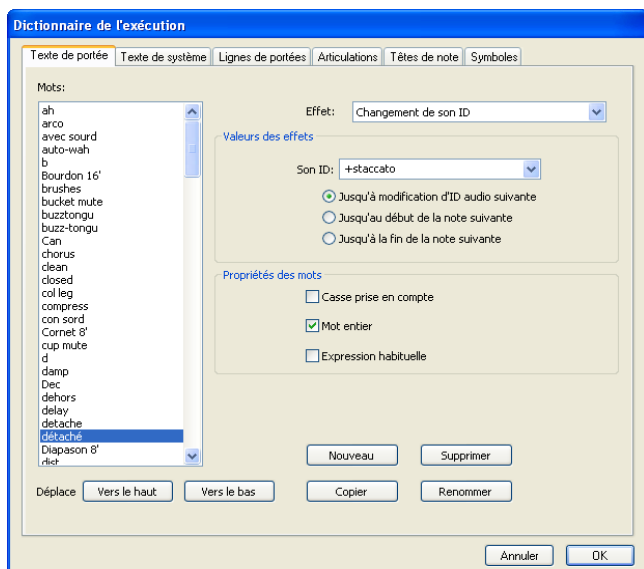 Dictionnaire de l'exécution
Texte de portée
Texte de système
Lignes de portées
Articulations
Têtes de note
Symboles
Mots:
ah
arco
avec sourd
auto-wah
b
Bourdon 16'
brushes
bucket mute
buzztongu
buzz-tongu
Can
chorus
clean
closed
col leg
compress
con sord
Cornet 8'
cup mute
d
damp
Dec
dehors
delay
detache
détaché
Diapason 8'
dist
Déplace
Vers le haut
Vers le bas
Effet:
Changement de son ID
Valeurs des effets
Son ID:
+staccato
Jusqu'à modification d'ID audio suivante
Jusqu'au début de la note suivante
Jusqu'à la fin de la note suivante
Propriétés des mots
Casse prise en compte
Mot entier
Expression habituelle
Nouveau
Supprimer
Copier
Renommer
Annuler
OK